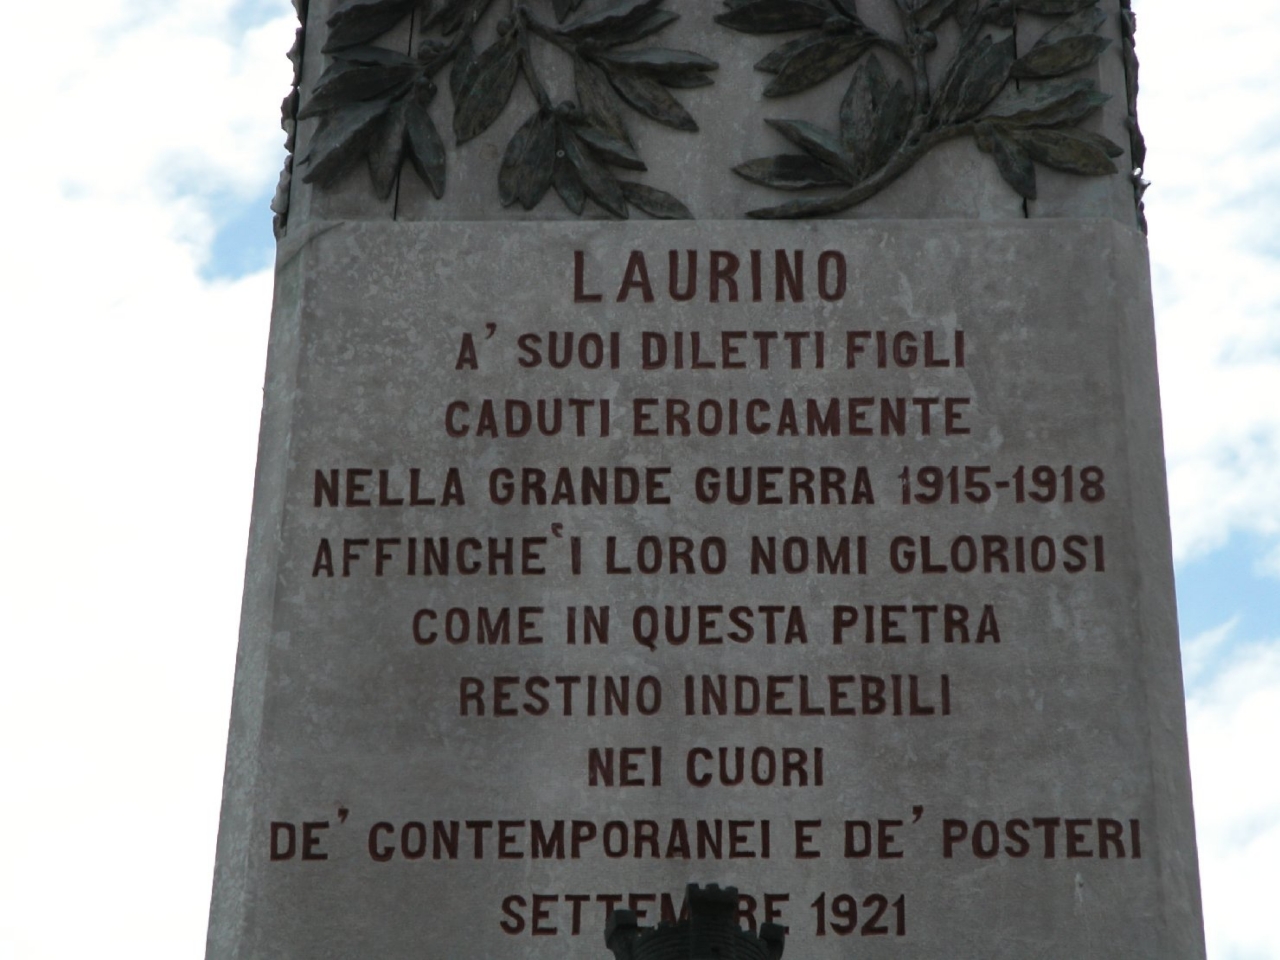 LAURINO
A' SUOI DILETTI FIGLI
CADUTI EROICAMENTE
NELLA GRANDE GUERRA 1915-1918
AFFINCHE' I LORO NOMI GLORIOSI
COME IN QUESTA PIETRA
RESTINO INDELEBILI
NEI CUORI
DE' CONTEMPORANEI E DE' POSTERI
1921